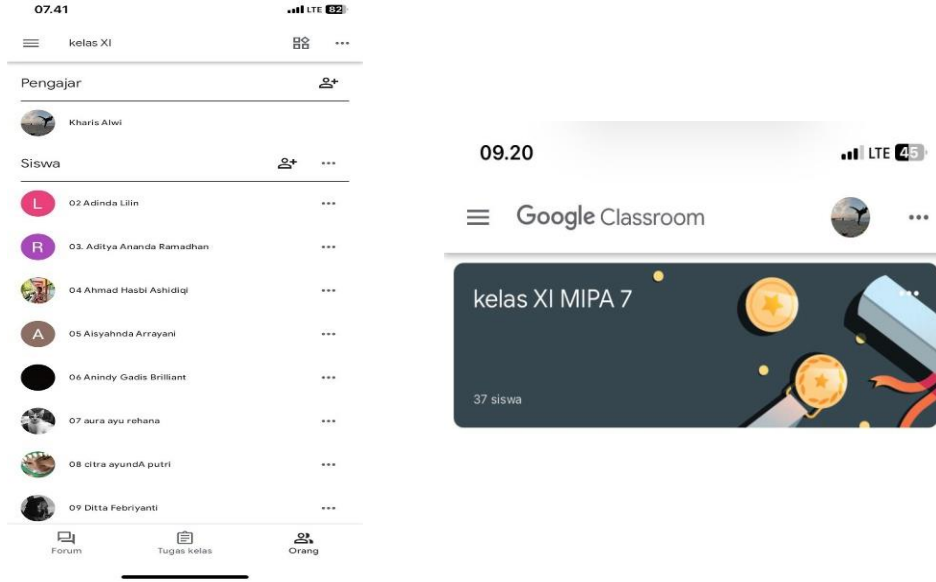 07.41 LTE 82
kelas XI
Pengajar
Kharis Alwi
Siswa
L 02 Adinda Lilin
R 03. Aditya Ananda Ramadhan
04 Ahmad Hasbi Ashidiqi
A 05 Aisyahnda Arrayani
06 Anindy Gadis Brilliant
07 aura ayu rehana
08 citra ayundA putri
09 Ditta Febriyanti
Forum Tugas kelas Orang
09.20 LTE 45
Google Classroom
kelas XI MIPA 7
37 siswa